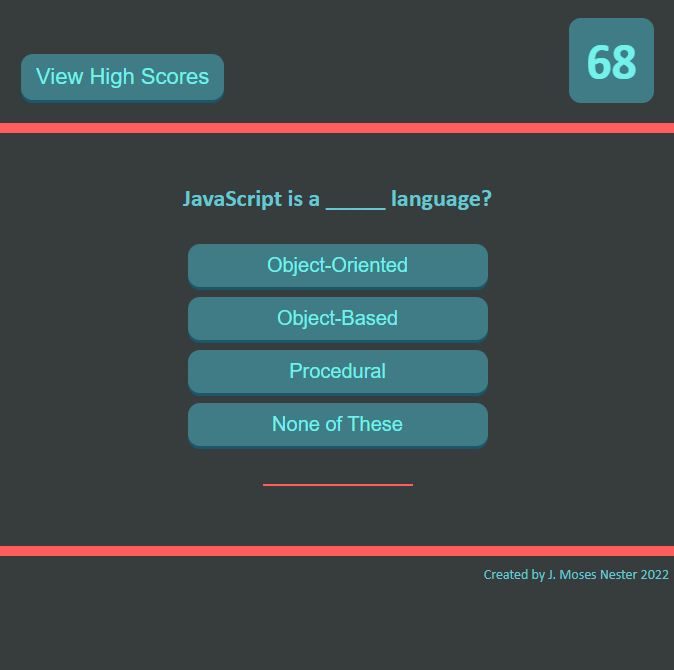 View High Scores
68
JavaScript is a _____ language?
Object-Oriented
Object-Based
Procedural
None of These
Created by J. Moses Nester 2022